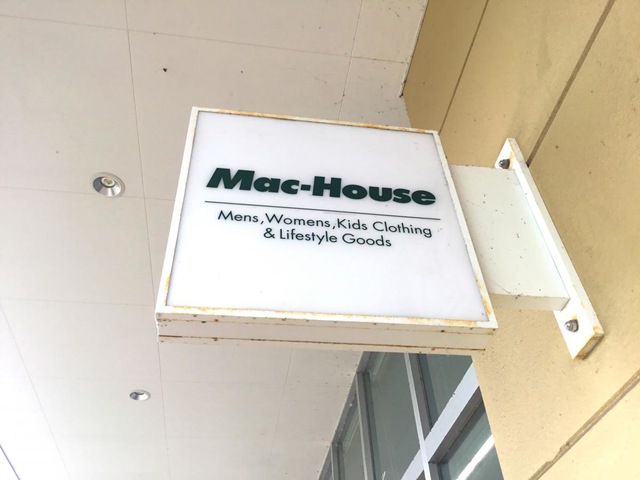 Mac-House
Mens,Womens,Kids Clothing
& Lifestyle Goods